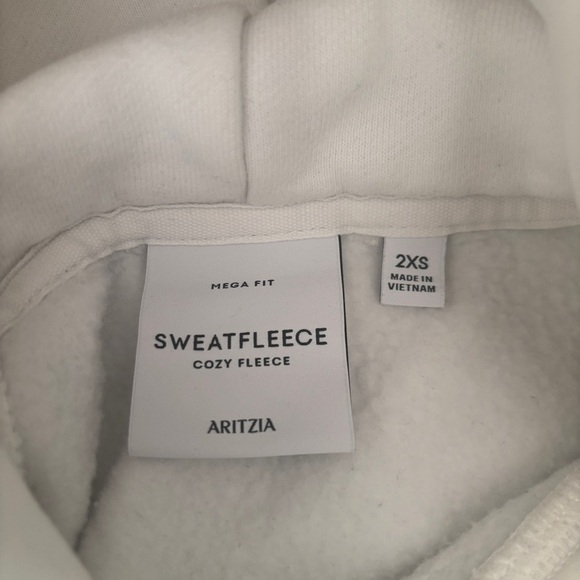 MEGA FIT
SWEATFLEECE
COZY FLEECE
ARITZIA
2XS
MADE IN
VIETNAM